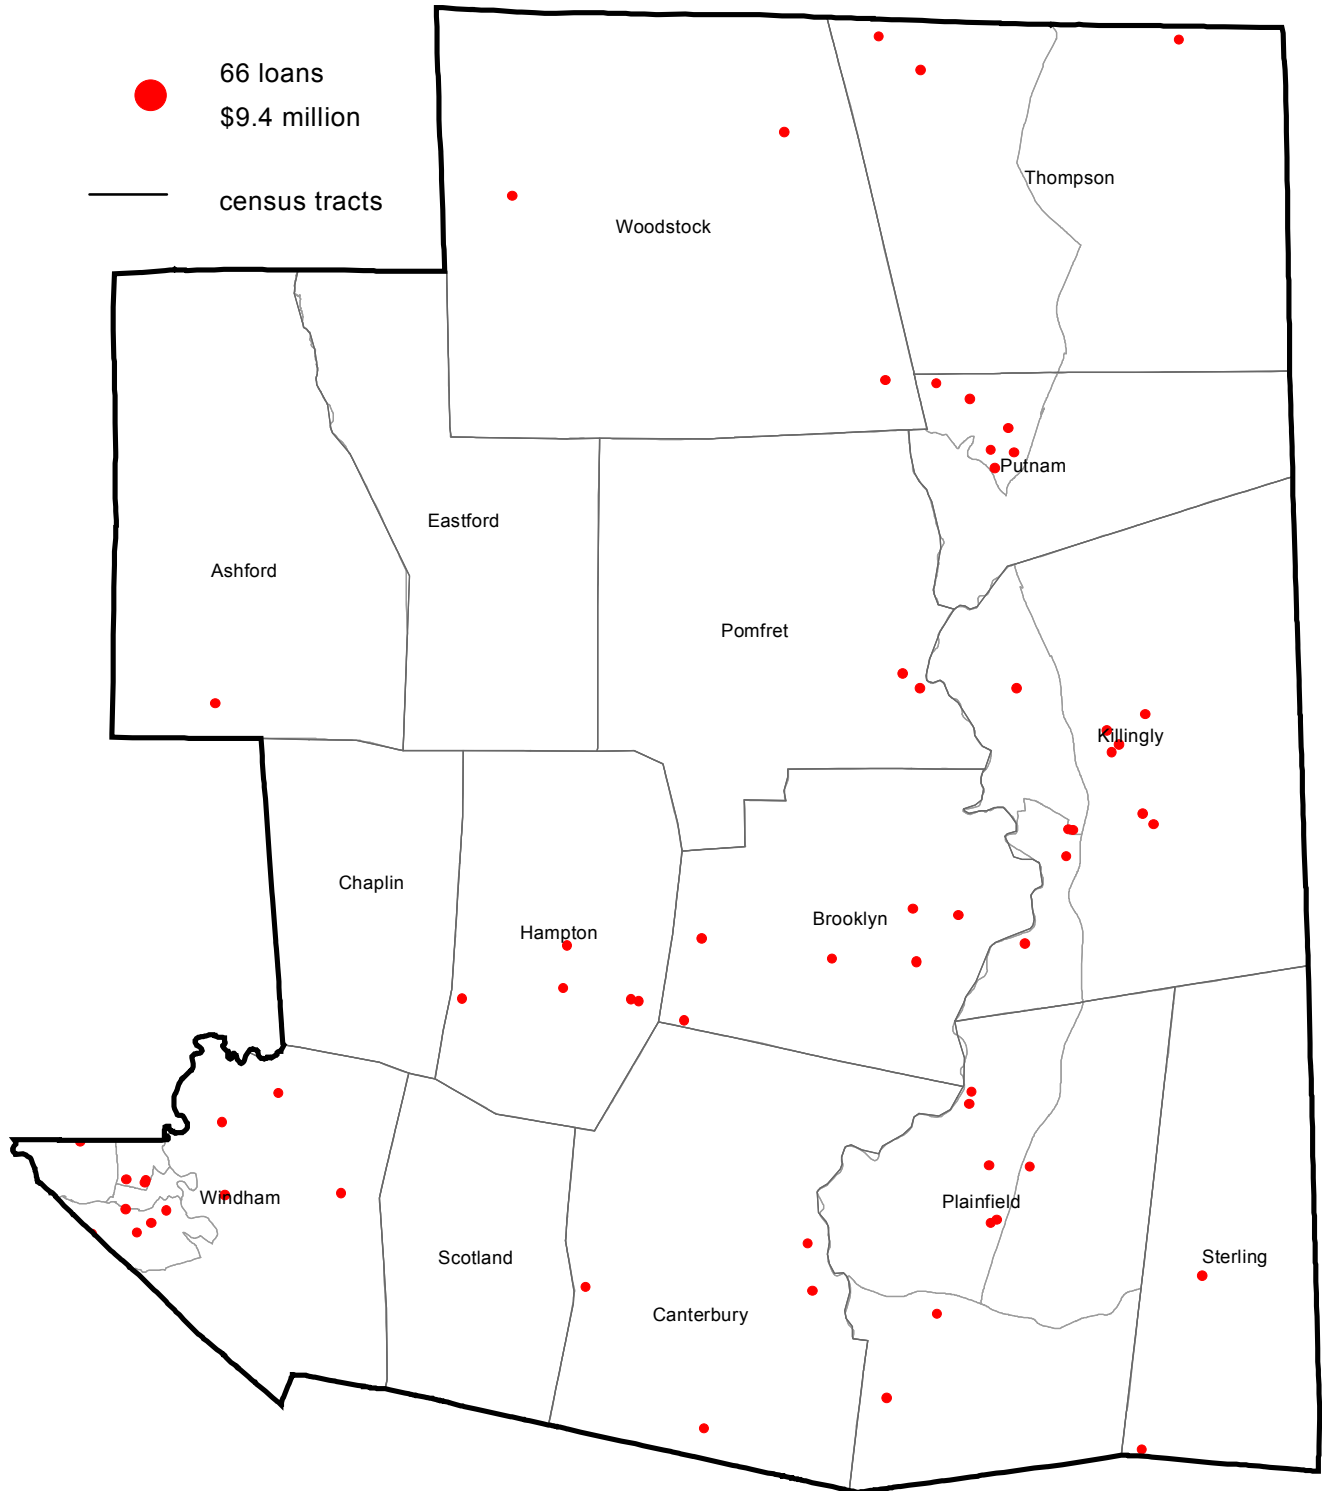 66 loans
$9.4 million
census tracts
Thompson
Woodstock
Putnam
Eastford
Ashford
Pomfret
Killingly
Chaplin
Brooklyn
Hampton
Windham
Plainfield
Scotland
Sterling
Canterbury